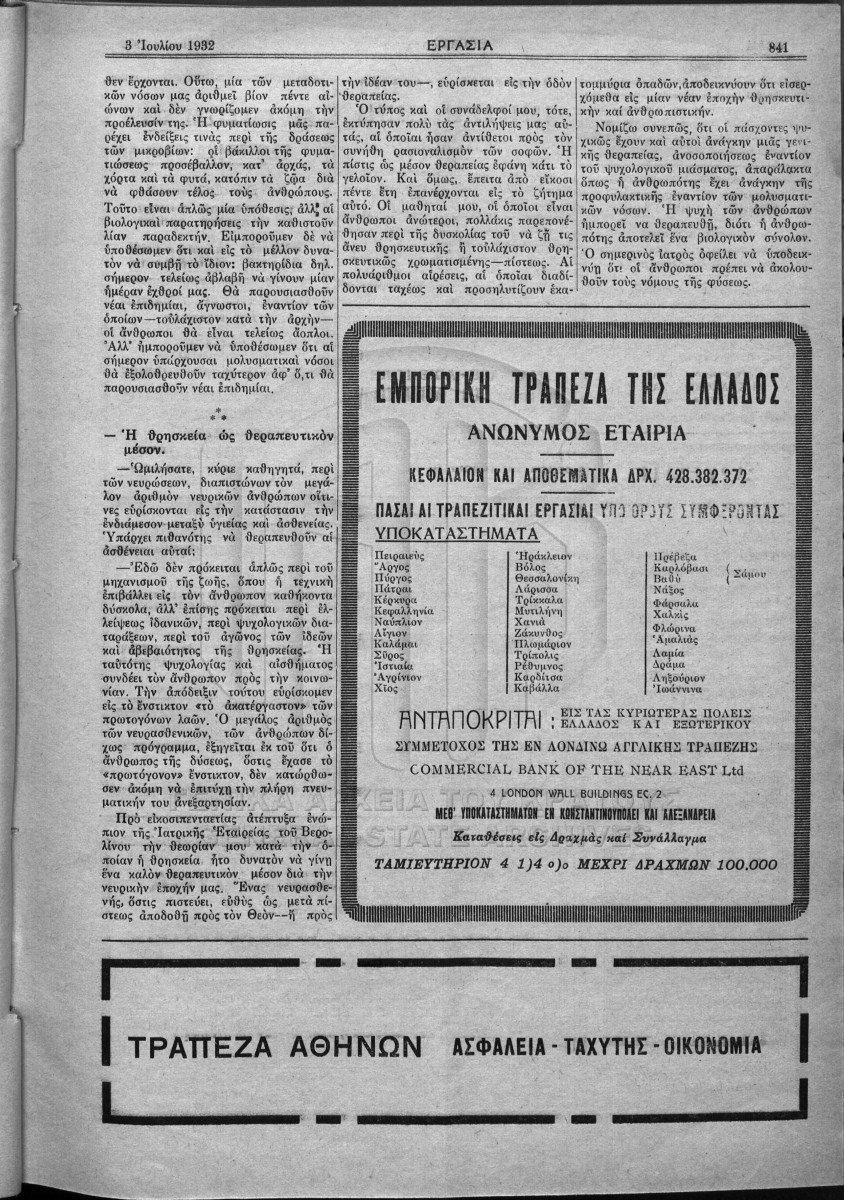 3 Ἰουλίου 1932
ΕΡΓΑΣΙΑ
841
θεν ἔρχονται. Οὕτω, μία τῶν μεταδοτι-
κῶν νόσων μας ἀριθμεῖ βίον πέντε αἰ-
ώνων καὶ δὲν γνωρίζομεν ἀκόμη τὴν
προέλευσίν της. Ἡ φυματίωσις μᾶς πα-
ρέχει ἐνδείξεις τινὰς περὶ τῆς δράσεως
τῶν μικροβίων: οἱ βάκιλλοι τῆς φυμα-
τιώσεως προσέβαλλον, κατ' ἀρχάς, τὰ
χόρτα καὶ τὰ φυτά, κατόπιν τὰ ζῷα διὰ
νὰ φθάσουν τέλος τοὺς ἀνθρώπους.
Τοῦτο εἶναι ἁπλῶς μία ὑπόθεσις, ἀλλ' αἱ
βιολογικαὶ παρατηρήσεις τὴν καθιστοῦν
λίαν παραδεκτήν. Εἰμποροῦμεν δὲ νὰ
ὑποθέσωμεν ὅτι καὶ εἰς τὸ μέλλον δυνα-
τὸν νὰ συμβῇ τὸ ἴδιον: βακτηρίδια δηλ.
σήμερον τελείως ἀβλαβῆ νὰ γίνουν μίαν
ἡμέραν ἐχθροί μας. Θὰ παρουσιασθοῦν
νέαι ἐπιδημίαι, ἄγνωστοι, ἐναντίον τῶν
ὁποίων—τοὐλάχιστον κατὰ τὴν ἀρχὴν—
οἱ ἄνθρωποι θὰ εἶναι τελείως ἄοπλοι.
Ἀλλ' ἠμποροῦμεν νὰ ὑποθέσωμεν ὅτι αἱ
σήμερον ὑπάρχουσαι μολυσματικαὶ νόσοι
θὰ ἐξολοθρευθοῦν ταχύτερον ἀφ' ὅ,τι θὰ
παρουσιασθοῦν νέαι ἐπιδημίαι.
* * *
— Ἡ θρησκεία ὡς θεραπευτικὸν
μέσον.
—Ὡμιλήσατε, κύριε καθηγητά, περὶ
τῶν νευρώσεων, διαπιστώνων τὸν μεγά-
λον ἀριθμὸν νευρικῶν ἀνθρώπων οἵτι-
νες εὑρίσκονται εἰς τὴν κατάστασιν τὴν
ἐνδιάμεσον μεταξὺ ὑγιείας καὶ ἀσθενείας.
Ὑπάρχει πιθανότης νὰ θεραπευθοῦν αἱ
ἀσθένειαι αὐταί;
—Ἐδῶ δὲν πρόκειται ἁπλῶς περὶ τοῦ
μηχανισμοῦ τῆς ζωῆς, ὅπου ἡ τεχνικὴ
ἐπιβάλλει εἰς τὸν ἄνθρωπον καθήκοντα
δύσκολα, ἀλλ' ἐπίσης πρόκειται περὶ ἐλ-
λείψεως ἰδανικῶν, περὶ ψυχολογικῶν δια-
ταράξεων, περὶ τοῦ ἀγῶνος τῶν ἰδεῶν
καὶ ἀβεβαιότητος τῆς θρησκείας. Ἡ
ταὐτότης ψυχολογίας καὶ αἰσθήματος
συνδέει τὸν ἄνθρωπον πρὸς τὴν κοινω-
νίαν. Τὴν ἀπόδειξιν τούτου εὑρίσκομεν
εἰς τὸ ἔνστικτον «τὸ ἀκατέργαστον» τῶν
πρωτογόνων λαῶν. Ὁ μεγάλος ἀριθμὸς
τῶν νευρασθενικῶν, τῶν ἀνθρώπων δί-
χως πρόγραμμα, ἐξηγεῖται ἐκ τοῦ ὅτι ὁ
ἄνθρωπος τῆς δύσεως, ὅστις ἔχασε τὸ
«πρωτόγονον» ἔνστικτον, δὲν κατώρθω-
σεν ἀκόμη νὰ ἐπιτύχῃ τὴν πλήρη πνευ-
ματικήν του ἀνεξαρτησίαν.
Πρὸ εἰκοσιπενταετίας ἀτέπτυξα ἐνώ-
πιον τῆς Ἰατρικῆς Ἑταιρείας τοῦ Βερο-
λίνου τὴν θεωρίαν μου κατὰ τὴν ὁ-
ποίαν ἡ θρησκεία ἦτο δυνατὸν νὰ γίνῃ
ἕνα καλὸν θεραπευτικὸν μέσον διὰ τὴν
νευρικὴν ἐποχήν μας. Ἕνας νευρασθε-
νής, ὅστις πιστεύει, εὐθὺς ὡς μετὰ πί-
στεως ἀποδοθῇ πρὸς τὸν Θεόν--ἢ πρὸς
τὴν ἰδέαν του—, εὑρίσκεται εἰς τὴν ὁδὸν
θεραπείας.
Ὁ τύπος καὶ οἱ συνάδελφοί μου, τότε,
ἐκτύπησαν πολὺ τὰς ἀντιλήψεις μας αὐ-
τάς, αἱ ὁποῖαι ἦσαν ἀντίθετοι πρὸς τὸν
συνήθη ρασιοναλισμὸν τῶν σοφῶν. Ἡ
πίστις ὡς μέσον θεραπείας ἐφάνη κάτι τὸ
γελοῖον. Καὶ ὅμως, ἔπειτα ἀπὸ εἴκοσι
πέντε ἔτη ἐπανέρχονται εἰς τὸ ζήτημα
αὐτό. Οἱ μαθηταί μου, οἱ ὁποῖοι εἶναι
ἄνθρωποι ἀνώτεροι, πολλάκις παρεπονέ-
θησαν περὶ τῆς δυσκολίας τοῦ νὰ ζῇ τις
ἄνευ θρησκευτικῆς ἢ τοὐλάχιστον θρη-
σκευτικῶς χρωματισμένης—πίστεως. Αἱ
πολυάριθμοι αἱρέσεις, αἱ ὁποῖαι διαδί-
δονται ταχέως καὶ προσηλυτίζουν ἑκα-
τομμύρια ὀπαδῶν, ἀποδεικνύουν ὅτι εἰσερ-
χόμεθα εἰς μίαν νέαν ἐποχὴν θρησκευτι-
κὴν καὶ ἀνθρωπιστικήν.
Νομίζω συνεπῶς, ὅτι οἱ πάσχοντες ψυ-
χικῶς ἔχουν καὶ αὐτοὶ ἀνάγκην μιᾶς γενι-
κῆς θεραπείας, ἀνοσοποιήσεως ἐναντίον
τοῦ ψυχολογικοῦ μιάσματος, ἀπαράλακτα
ὅπως ἡ ἀνθρωπότης ἔχει ἀνάγκην τῆς
προφυλακτικῆς ἐναντίον τῶν μολυσματι-
κῶν νόσων. Ἡ ψυχὴ τῶν ἀνθρώπων
ἠμπορεῖ νὰ θεραπευθῇ, διότι ἡ ἀνθρω-
πότης ἀποτελεῖ ἕνα βιολογικὸν σύνολον.
Ὁ σημερινὸς ἰατρὸς ὀφείλει νὰ ὑποδεικ-
νύῃ ὅτι οἱ ἄνθρωποι πρέπει νὰ ἀκολου-
θοῦν τοὺς νόμους τῆς φύσεως.
ΕΜΠΟΡΙΚΗ ΤΡΑΠΕΖΑ ΤΗΣ ΕΛΛΑΔΟΣ
ΑΝΩΝΥΜΟΣ ΕΤΑΙΡΙΑ
ΚΕΦΑΛΑΙΟΝ ΚΑΙ ΑΠΟΘΕΜΑΤΙΚΑ ΔΡΧ. 428.382.372
ΠΑΣΑΙ ΑΙ ΤΡΑΠΕΖΙΤΙΚΑΙ ΕΡΓΑΣΙΑΙ ΥΠΟ ΟΡΟΥΣ ΣΥΜΦΕΡΟΝΤΑΣ
ΥΠΟΚΑΤΑΣΤΗΜΑΤΑ
Πειραιεὺς
Ἄργος
Πύργος
Πάτραι
Κέρκυρα
Κεφαλληνία
Ναύπλιον
Αἴγιον
Καλάμαι
Σῦρος
Ἱστιαία
Ἀγρίνιον
Χῖος
Ἡράκλειον
Βόλος
Θεσσαλονίκη
Λάρισσα
Τρίκκαλα
Μυτιλήνη
Χανιὰ
Ζάκυνθος
Πλωμάριον
Τρίπολις
Ρέθυμνος
Καρδίτσα
Καβάλλα
Πρέβεζα
Καρλόβασι
Βαθὺ
Σάμου
Νάξος
Φάρσαλα
Χαλκὶς
Φλώρινα
Ἀμαλιὰς
Λαμία
Δράμα
Ληξούριον
Ἰωάννινα
ΑΝΤΑΠΟΚΡΙΤΑΙ : ΕΙΣ ΤΑΣ ΚΥΡΙΩΤΕΡΑΣ ΠΟΛΕΙΣ
ΕΛΛΑΔΟΣ ΚΑΙ ΕΞΩΤΕΡΙΚΟΥ
ΣΥΜΜΕΤΟΧΟΣ ΤΗΣ ΕΝ ΛΟΝΔΙΝΩ ΑΓΓΛΙΚΗΣ ΤΡΑΠΕΖΗΣ
COMMERCIAL BANK OF THE NEAR EAST Ltd
4 LONDON WALL BUILDINGS EC. 2
ΜΕΘ' ΥΠΟΚΑΤΑΣΤΗΜΑΤΩΝ ΕΝ ΚΩΝΣΤΑΝΤΙΝΟΥΠΟΛΕΙ ΚΑΙ ΑΛΕΞΑΝΔΡΕΙΑ
Καταθέσεις εἰς Δραχμὰς καὶ Συνάλλαγμα
ΤΑΜΙΕΥΤΗΡΙΟΝ 4 1)4 ο)ο ΜΕΧΡΙ ΔΡΑΧΜΩΝ 100.000
ΤΡΑΠΕΖΑ ΑΘΗΝΩΝ ΑΣΦΑΛΕΙΑ - ΤΑΧΥΤΗΣ - ΟΙΚΟΝΟΜΙΑ